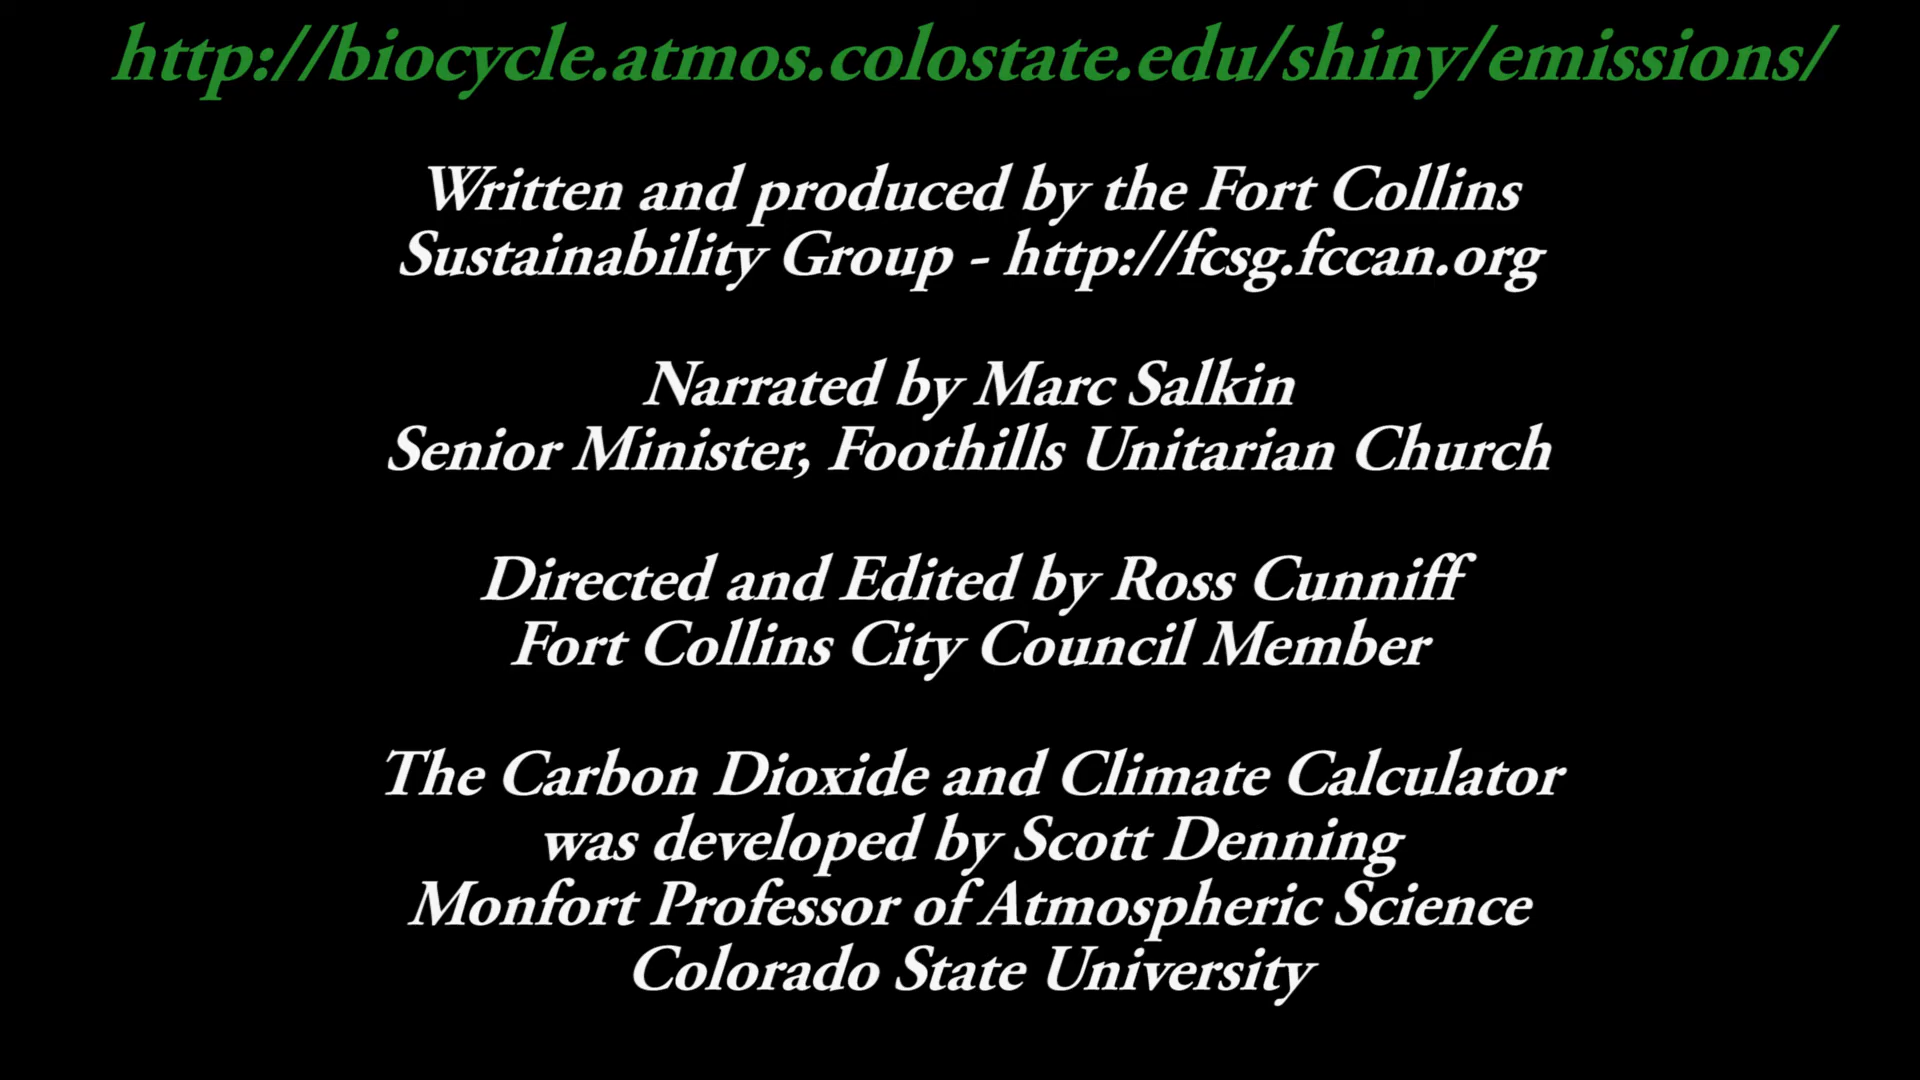 http://biocycle.atmos.colostate.edu/shiny/emissions/
Written and produced by the Fort Collins
Sustainability Group - http://fcsg.fccan.org
Narrated by Marc Salkin
Senior Minister, Foothills Unitarian Church
Directed and Edited by Ross Cunniff
Fort Collins City Council Member
The Carbon Dioxide and Climate Calculator
was developed by Scott Denning
Monfort Professor of Atmospheric Science
Colorado State University